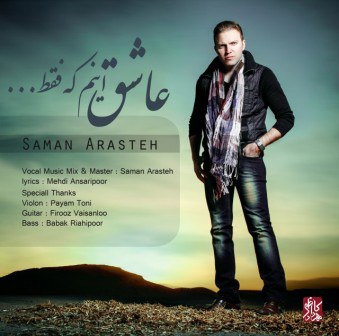 عاشق اینم که فقط...
SAMAN ARASTEH
Vocal Music Mix & Master : Saman Arasteh
lyrics : Mehdi Ansaripoor
Speciall Thanks
Violon : Payam Toni
Guitar : Firooz Vaisanloo
Bass : Babak Riahipoor